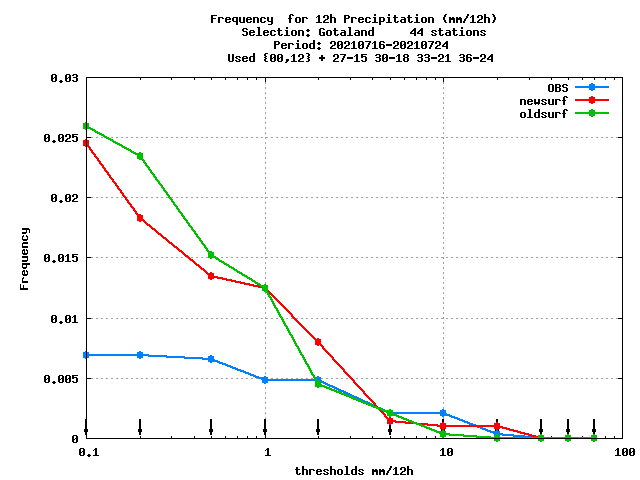 Frequency  for 12h Precipitation (mm/12h)
Selection: Gotaland     44 stations
Period: 20210716-20210724
Used {00,12} + 27-15 30-18 33-21 36-24
OBS
newsurf
oldsurf
0.03
0.025
0.02
0.015
0.01
0.005
0
Frequency
0.1 1 10 100
thresholds mm/12h